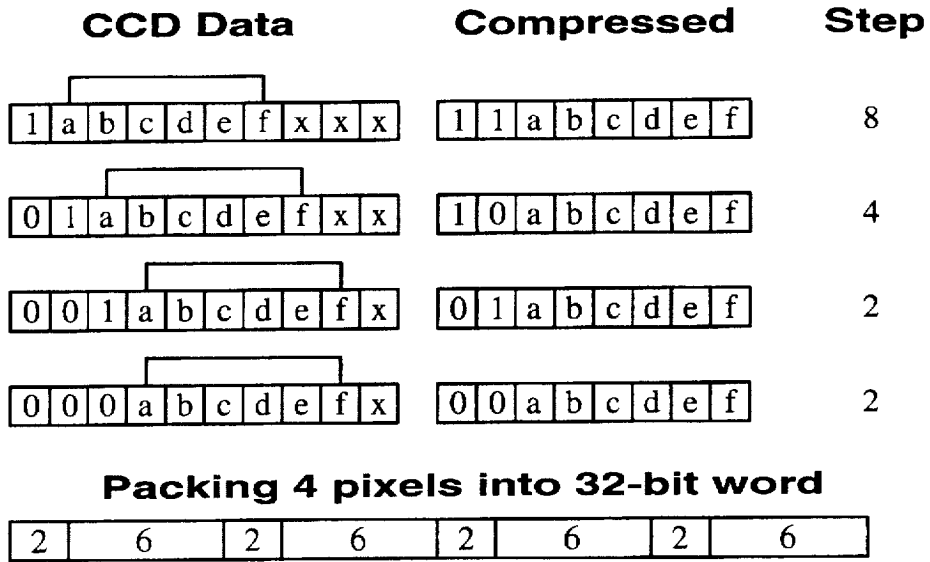 CCD Data Compressed Step
1 a b c d e f x x x 1 1 a b c d e f 8
0 1 a b c d e f x x 1 0 a b c d e f 4
0 0 1 a b c d e f x 0 1 a b c d e f 2
0 0 0 a b c d e f x 0 0 a b c d e f 2
Packing 4 pixels into 32-bit word
2 6 2 6 2 6 2 6